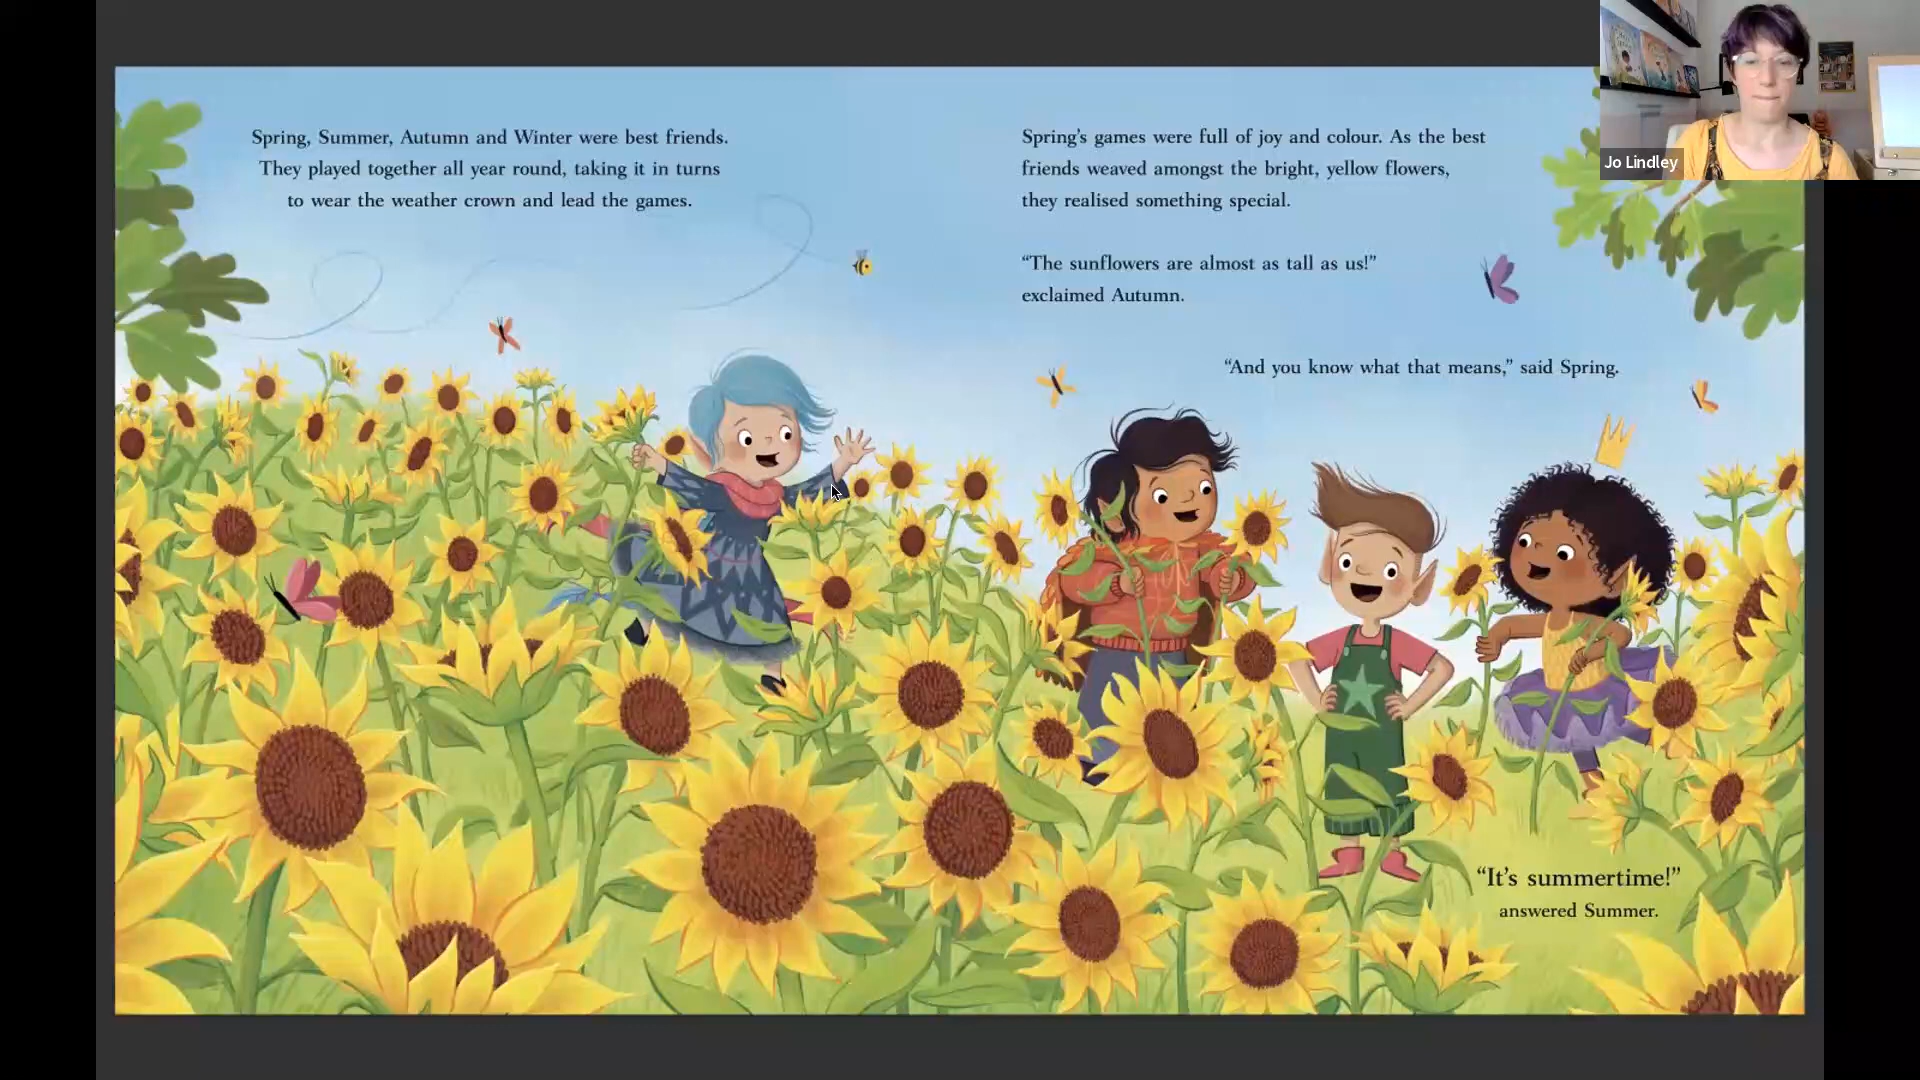 Spring, Summer, Autumn and Winter were best friends.
They played together all year round, taking it in turns
to wear the weather crown and lead the games.
Spring's games were full of joy and colour. As the best
friends weaved amongst the bright, yellow flowers,
they realised something special.
“The sunflowers are almost as tall as us!”
exclaimed Autumn.
“And you know what that means,” said Spring.
“It's summertime!”
answered Summer.
Jo Lindley